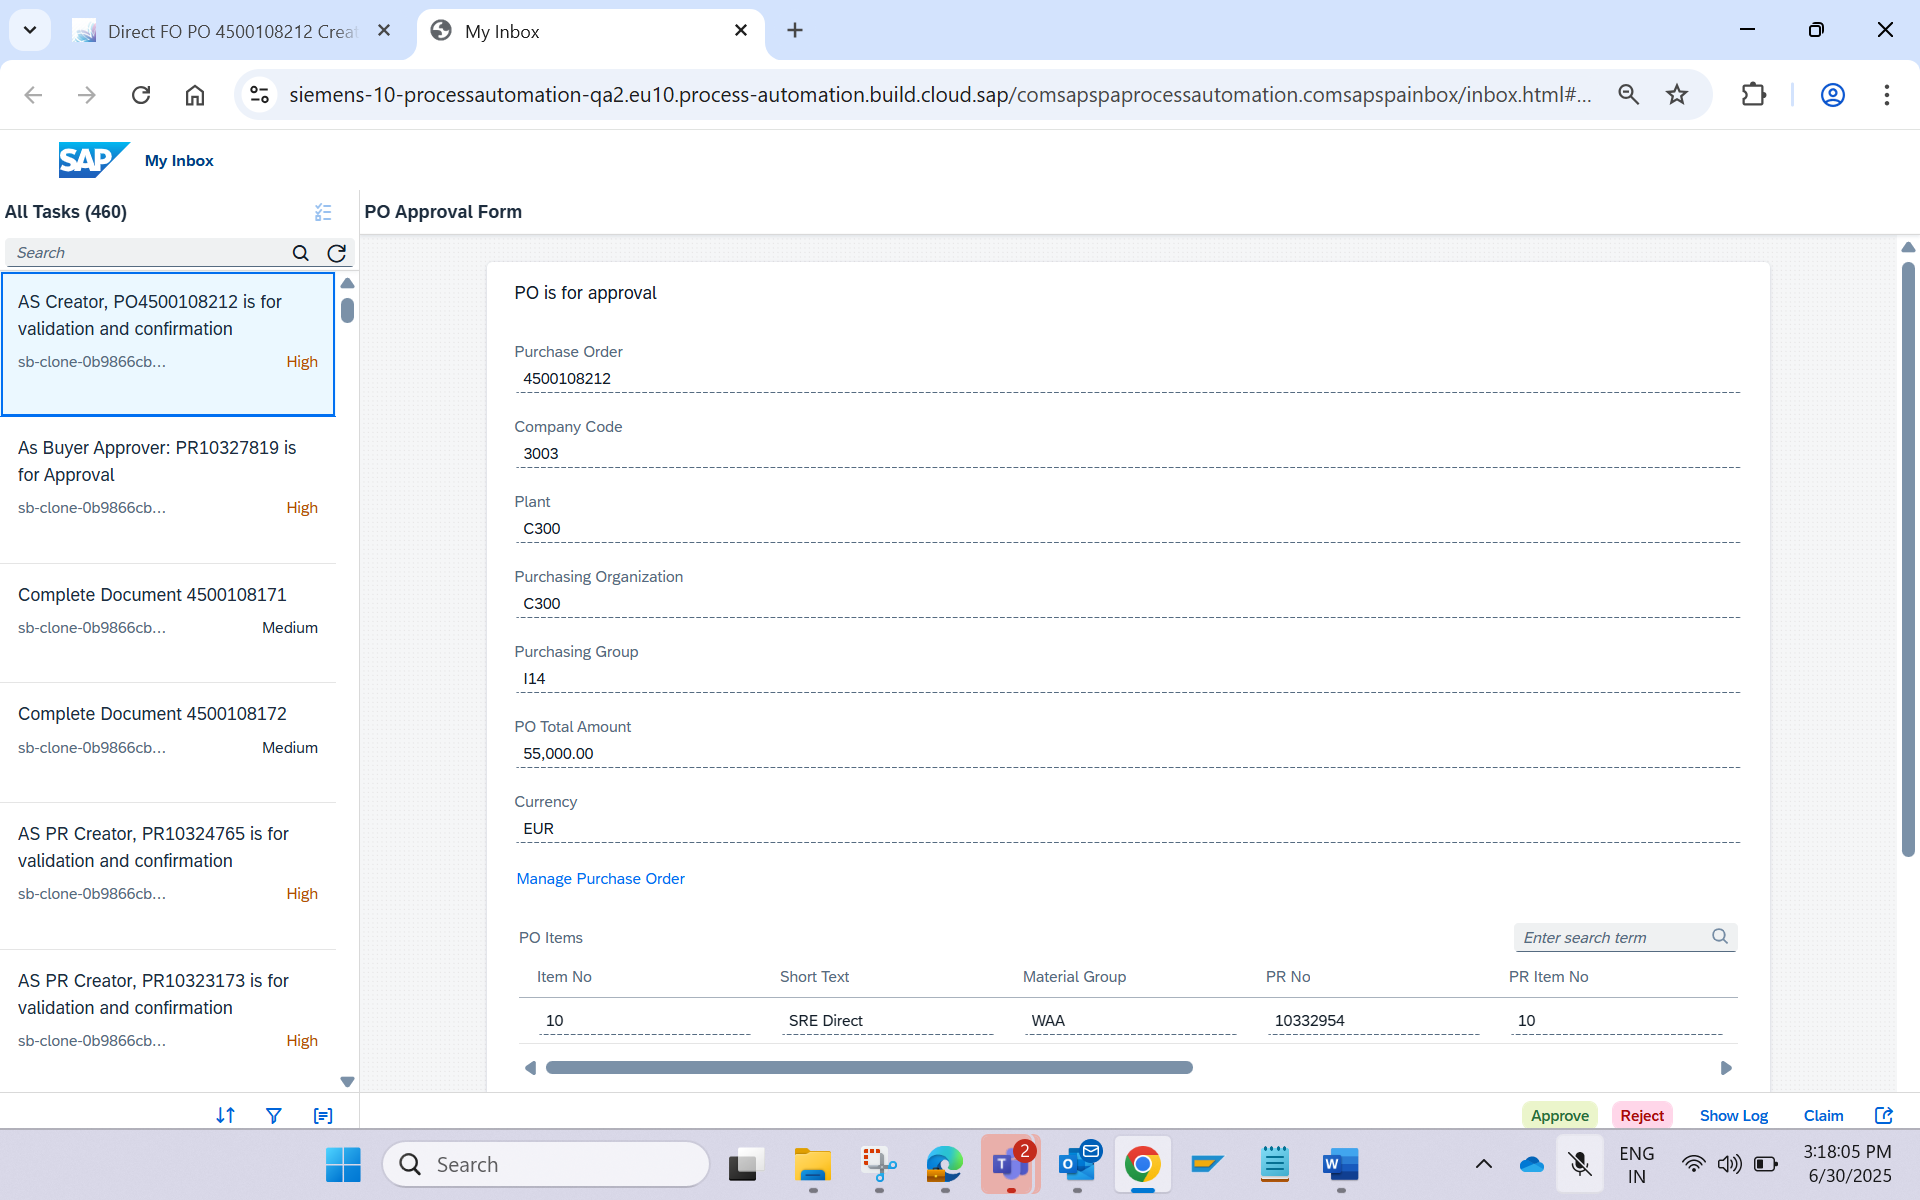 Direct FO PO 4500108212 Creat
My Inbox
siemens-10-processautomation-qa2.eu10.process-automation.build.cloud.sap/comsapspaprocessautomation.comsapspainbox/inbox.html#...
SAP My Inbox
All Tasks (460)
Search
AS Creator, PO4500108212 is for
validation and confirmation
sb-clone-0b9866cb... High
As Buyer Approver: PR10327819 is
for Approval
sb-clone-0b9866cb... High
Complete Document 4500108171
sb-clone-0b9866cb... Medium
Complete Document 4500108172
sb-clone-0b9866cb... Medium
AS PR Creator, PR10324765 is for
validation and confirmation
sb-clone-0b9866cb... High
AS PR Creator, PR10323173 is for
validation and confirmation
sb-clone-0b9866cb... High
PO Approval Form
PO is for approval
Purchase Order
4500108212
Company Code
3003
Plant
C300
Purchasing Organization
C300
Purchasing Group
I14
PO Total Amount
55,000.00
Currency
EUR
Manage Purchase Order
PO Items
Enter search term
Item No Short Text Material Group PR No PR Item No
10 SRE Direct WAA 10332954 10
Approve Reject Show Log Claim
Search
2
ENG
IN
3:18:05 PM
6/30/2025